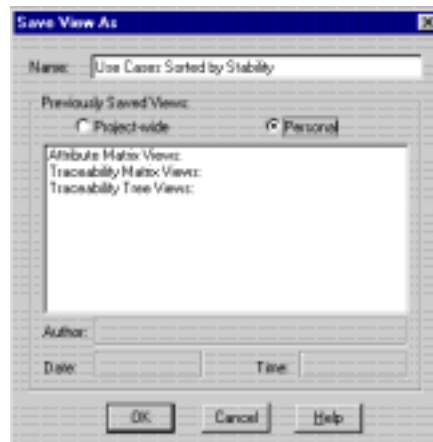 Save View As
Name: Use Cases Sorted by Stability
Previously Saved Views:
Project-wide Personal
Attribute Matrix Views:
Traceability Matrix Views:
Traceability Tree Views:
Author:
Date: Time:
OK Cancel Help